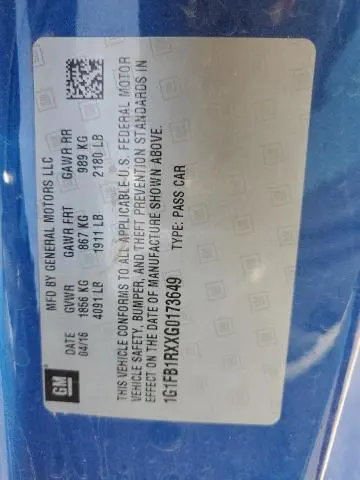 GM
MFD BY GENERAL MOTORS LLC
DATE GVWR GAWR FRT GAWR RR
04/16 1856 KG 867 KG 989 KG
4091 LB 1911 LB 2180 LB
THIS VEHICLE CONFORMS TO ALL APPLICABLE U.S. FEDERAL MOTOR
VEHICLE SAFETY, BUMPER, AND THEFT PREVENTION STANDARDS IN
EFFECT ON THE DATE OF MANUFACTURE SHOWN ABOVE.
1G1FB1RXXG0173649 TYPE: PASS CAR